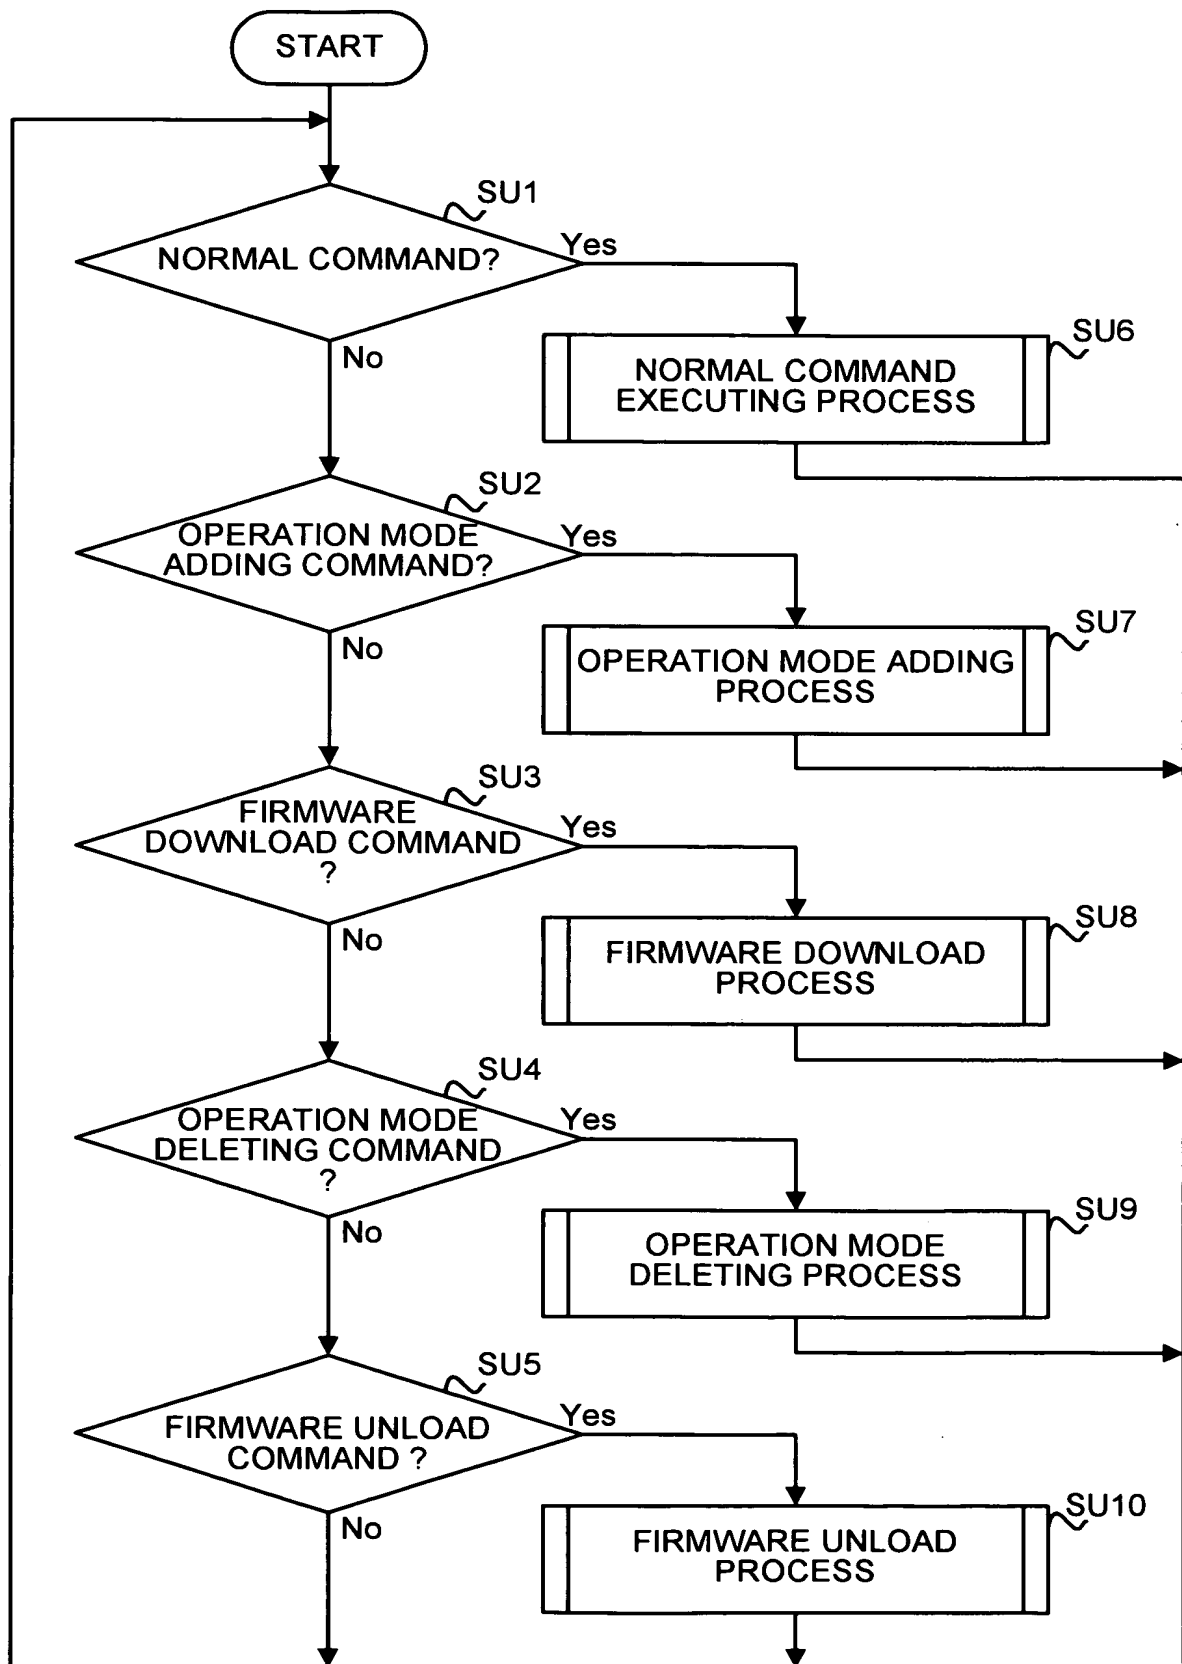 START
SU1
NORMAL COMMAND?
Yes
No
SU6
NORMAL COMMAND
EXECUTING PROCESS
SU2
OPERATION MODE
ADDING COMMAND?
Yes
No
SU7
OPERATION MODE ADDING
PROCESS
SU3
FIRMWARE
DOWNLOAD COMMAND
?
Yes
No
SU8
FIRMWARE DOWNLOAD
PROCESS
SU4
OPERATION MODE
DELETING COMMAND
?
Yes
No
SU9
OPERATION MODE
DELETING PROCESS
SU5
FIRMWARE UNLOAD
COMMAND ?
Yes
No
SU10
FIRMWARE UNLOAD
PROCESS